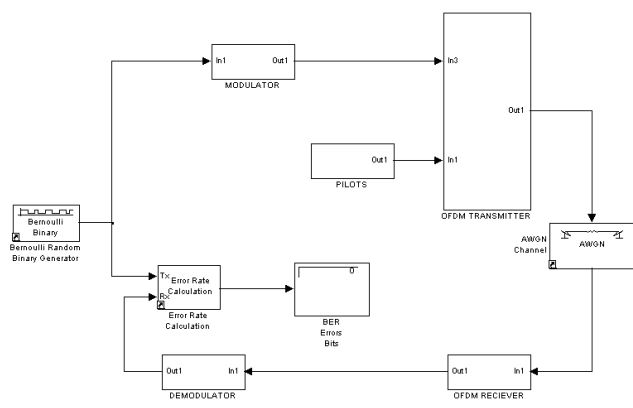 In1
Out1
MODULATOR
In3
Out1
In1
OFDM TRANSMITTER
Out1
PILOTS
Bernoulli
Binary
Bernoulli Random
Binary Generator
AWGN
Channel
AWGN
Tx
Rx
Error Rate
Calculation
Error Rate
Calculation
0
BER
Errors
Bits
Out1
In1
DEMODULATOR
Out1
In1
OFDM RECIEVER